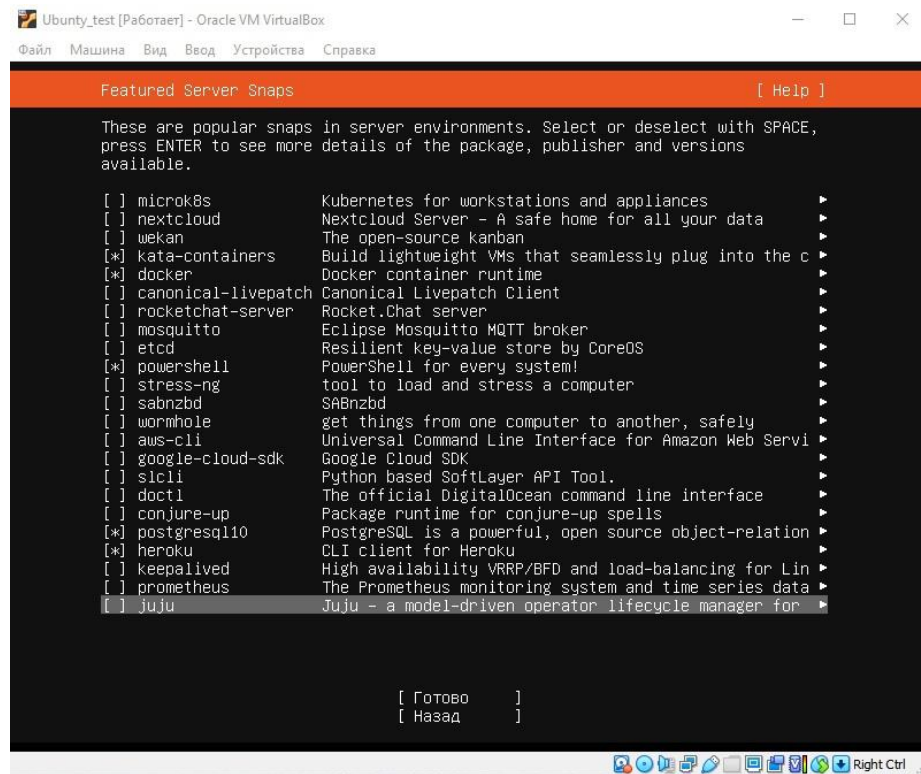 Ubunty_test [Работает] - Oracle VM VirtualBox
Файл Машина Вид Ввод Устройства Справка
Featured Server Snaps [ Help ]
These are popular snaps in server environments. Select or deselect with SPACE,
press ENTER to see more details of the package, publisher and versions
available.
[ ] microk8s Kubernetes for workstations and appliances ►
[ ] nextcloud Nextcloud Server - A safe home for all your data ►
[ ] wekan The open-source kanban ►
[*] kata-containers Build lightweight VMs that seamlessly plug into the c ►
[*] docker Docker container runtime ►
[ ] canonical-livepatch Canonical Livepatch Client ►
[ ] rocketchat-server Rocket.Chat server ►
[ ] mosquitto Eclipse Mosquitto MQTT broker ►
[ ] etcd Resilient key-value store by CoreOS ►
[*] powershell PowerShell for every system! ►
[ ] stress-ng tool to load and stress a computer ►
[ ] sabnzbd SABnzbd ►
[ ] wormhole get things from one computer to another, safely ►
[ ] aws-cli Universal Command Line Interface for Amazon Web Servi ►
[ ] google-cloud-sdk Google Cloud SDK ►
[ ] slcli Python based SoftLayer API Tool. ►
[ ] doctl The official DigitalOcean command line interface ►
[ ] conjure-up Package runtime for conjure-up spells ►
[*] postgresql10 PostgreSQL is a powerful, open source object-relation ►
[*] heroku CLI client for Heroku ►
[ ] keepalived High availability VRRP/BFD and load-balancing for Lin ►
[ ] prometheus The Prometheus monitoring system and time series data ►
[ ] juju Juju - a model-driven operator lifecycle manager for ►
[ Готово ]
[ Назад ]
Right Ctrl